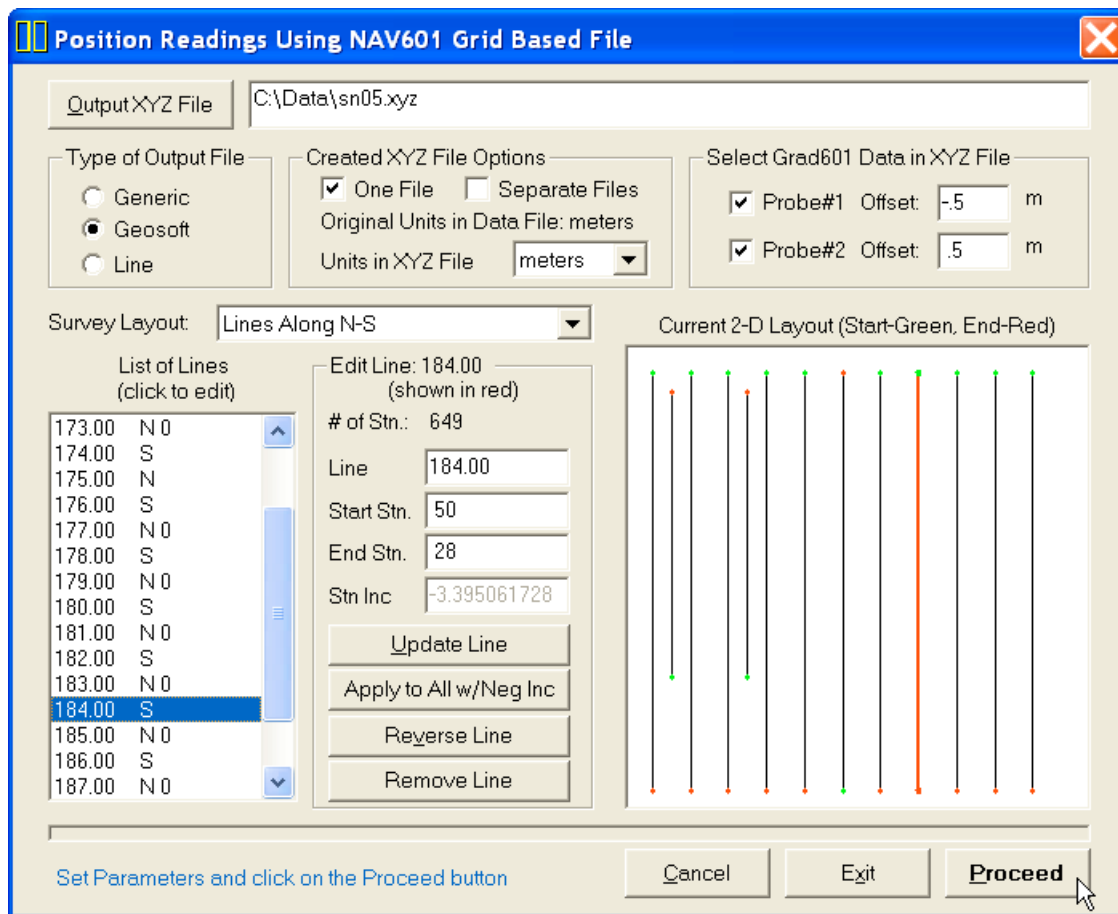 Position Readings Using NAV601 Grid Based File
Output XYZ File
C:\Data\sn05.xyz
Type of Output File
Generic
Geosoft
Line
Created XYZ File Options
One File
Separate Files
Original Units in Data File: meters
Units in XYZ File
meters
Select Grad601 Data in XYZ File
Probe#1 Offset: -.5 m
Probe#2 Offset: .5 m
Survey Layout: Lines Along N-S
List of Lines
(click to edit)
173.00 N 0
174.00 S
175.00 N
176.00 S
177.00 N 0
178.00 S
179.00 N 0
180.00 S
181.00 N 0
182.00 S
183.00 N 0
184.00 S
185.00 N 0
186.00 S
187.00 N 0
Edit Line: 184.00
(shown in red)
# of Stn.: 649
Line 184.00
Start Stn. 50
End Stn. 28
Stn Inc -3.395061728
Update Line
Apply to All w/Neg Inc
Reverse Line
Remove Line
Current 2-D Layout (Start-Green, End-Red)
Set Parameters and click on the Proceed button
Cancel
Exit
Proceed